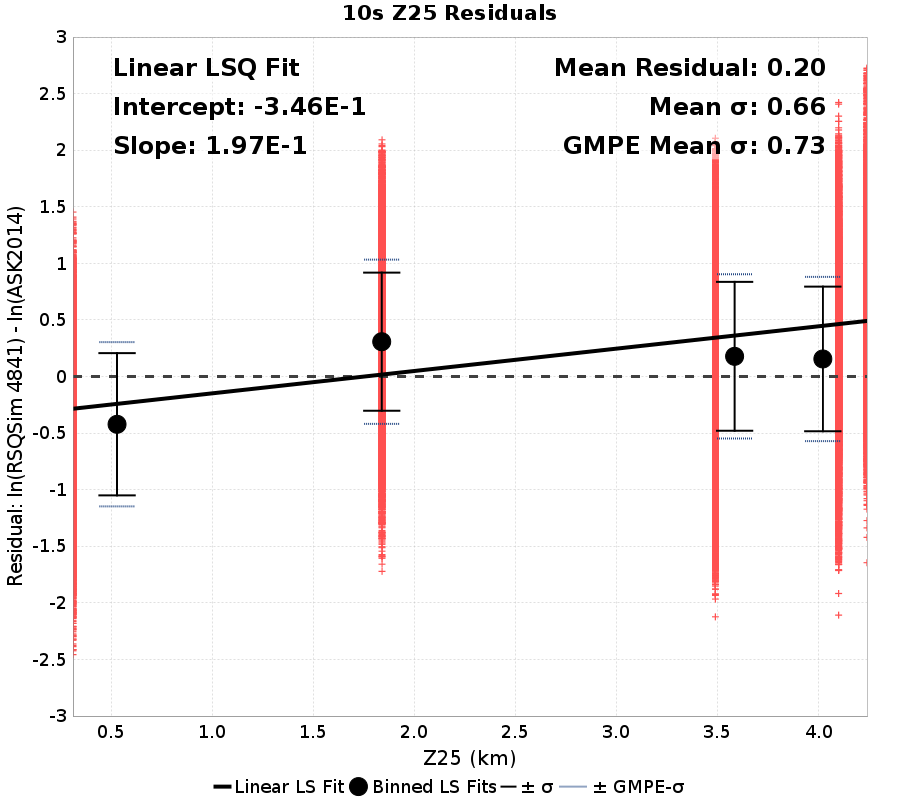 10s Z25 Residuals
Linear LSQ Fit
Intercept: -3.46E-1
Slope: 1.97E-1
Mean Residual: 0.20
Mean σ: 0.66
GMPE Mean σ: 0.73
Residual: ln(RSQSim 4841) - ln(ASK2014)
3
2.5
2
1.5
1
0.5
0
-0.5
-1
-1.5
-2
-2.5
-3
0.5 1.0 1.5 2.0 2.5 3.0 3.5 4.0
Z25 (km)
Linear LS Fit Binned LS Fits ± σ ± GMPE-σ